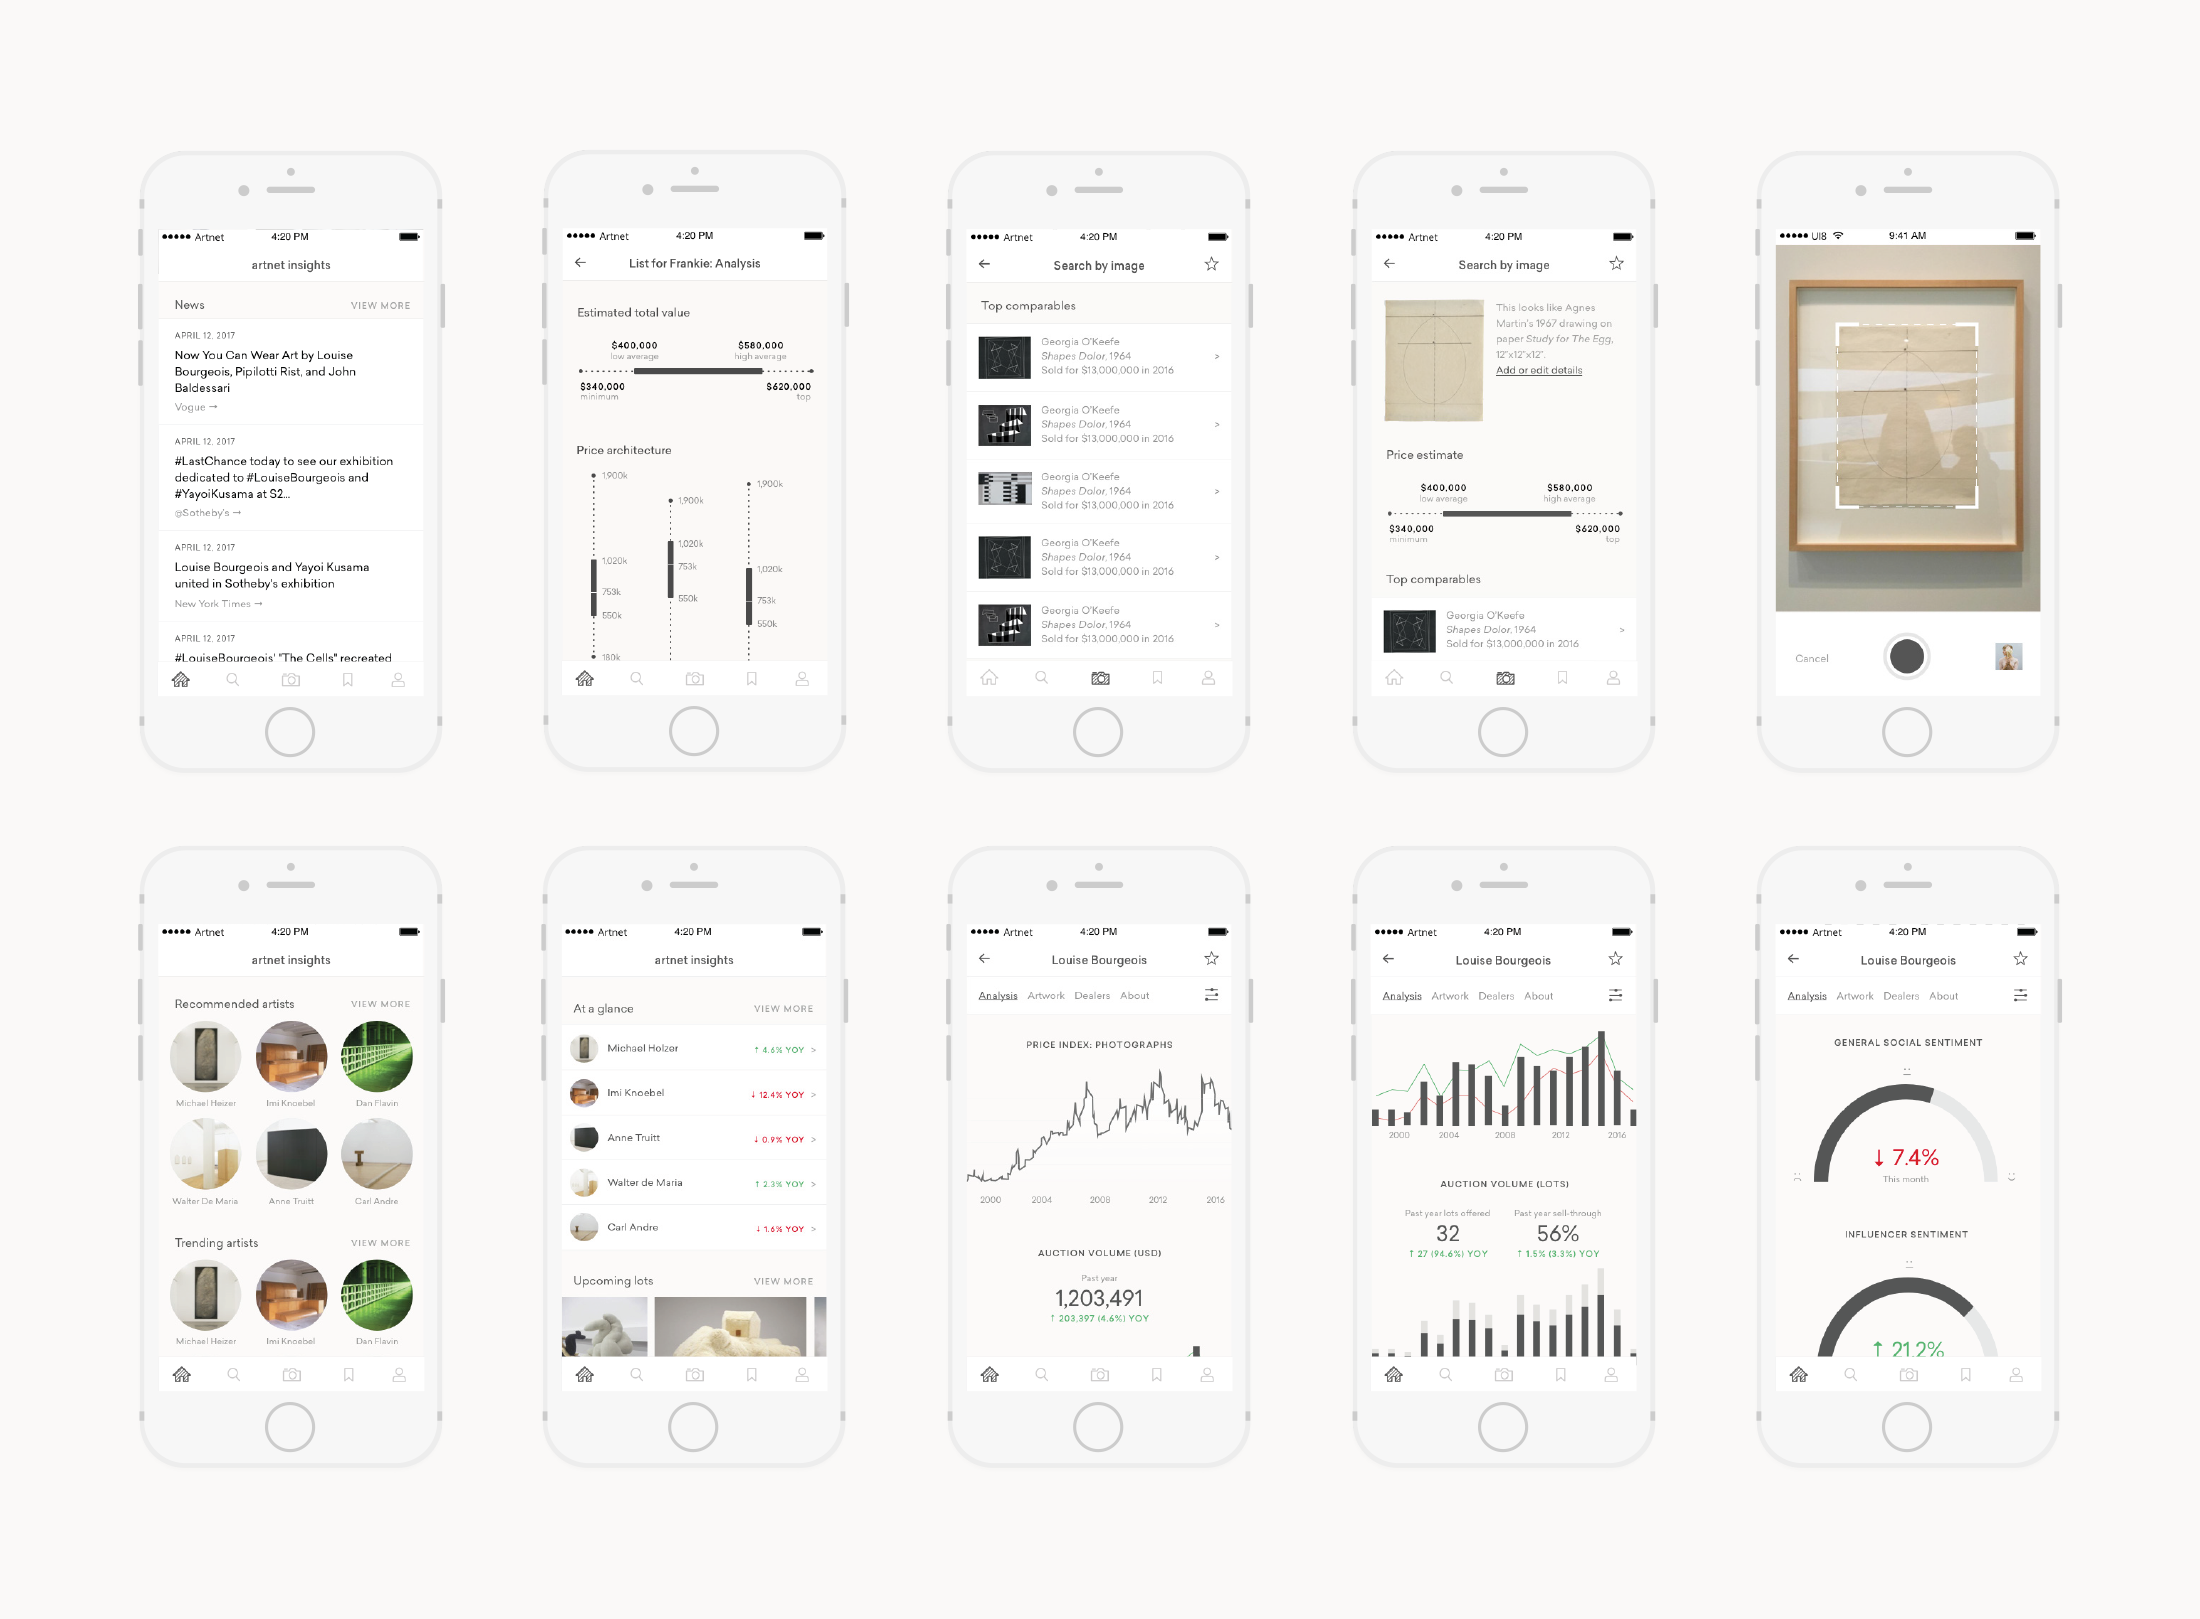 Artnet 4:20 PM
artnet insights
News VIEW MORE
APRIL 12, 2017
Now You Can Wear Art by Louise
Bourgeois, Pipilotti Rist, and John
Baldessari
Vogue →
APRIL 12, 2017
#LastChance today to see our exhibition
dedicated to #LouiseBourgeois and
#YayoiKusama at S2...
@Sotheby's →
APRIL 12, 2017
Louise Bourgeois and Yayoi Kusama
united in Sotheby's exhibition
New York Times →
APRIL 12, 2017
#LouiseBourgeois' "The Cells" recreated
Artnet 4:20 PM
← List for Frankie: Analysis
Estimated total value
$400,000 $580,000
low average high average
$340,000 $620,000
minimum top
Price architecture
1,900k
1,020k
753k
550k
180k
1,900k
1,020k
753k
550k
1,900k
1,020k
753k
550k
Artnet 4:20 PM
← Search by image
Top comparables
Georgia O'Keefe
Shapes Dolor, 1964 >
Sold for $13,000,000 in 2016
Georgia O'Keefe
Shapes Dolor, 1964 >
Sold for $13,000,000 in 2016
Georgia O'Keefe
Shapes Dolor, 1964 >
Sold for $13,000,000 in 2016
Georgia O'Keefe
Shapes Dolor, 1964 >
Sold for $13,000,000 in 2016
Georgia O'Keefe
Shapes Dolor, 1964 >
Sold for $13,000,000 in 2016
Artnet 4:20 PM
← Search by image
This looks like Agnes
Martin's 1967 drawing on
paper Study for The Egg,
12"x12"x12".
Add or edit details
Price estimate
$400,000 $580,000
low average high average
$340,000 $620,000
minimum top
Top comparables
Georgia O'Keefe
Shapes Dolor, 1964 >
Sold for $13,000,000 in 2016
UI8 9:41 AM
Cancel
Artnet 4:20 PM
artnet insights
Recommended artists VIEW MORE
Michael Heizer Imi Knoebel Dan Flavin
Walter De Maria Anne Truitt Carl Andre
Trending artists VIEW MORE
Michael Heizer Imi Knoebel Dan Flavin
Artnet 4:20 PM
artnet insights
At a glance VIEW MORE
Michael Holzer ↑ 4.6% YOY >
Imi Knoebel ↓ 12.4% YOY >
Anne Truitt ↓ 0.9% YOY >
Walter de Maria ↑ 2.3% YOY >
Carl Andre ↓ 1.6% YOY >
Upcoming lots VIEW MORE
Artnet 4:20 PM
← Louise Bourgeois
Analysis Artwork Dealers About
PRICE INDEX: PHOTOGRAPHS
2000 2004 2008 2012 2016
AUCTION VOLUME (USD)
Past year
1,203,491
↑ 203,397 (4.6%) YOY
Artnet 4:20 PM
← Louise Bourgeois
Analysis Artwork Dealers About
2000 2004 2008 2012 2016
AUCTION VOLUME (LOTS)
Past year lots offered Past year sell-through
32 56%
↑ 27 (94.6%) YOY ↑ 1.5% (3.3%) YOY
Artnet 4:20 PM
← Louise Bourgeois
Analysis Artwork Dealers About
GENERAL SOCIAL SENTIMENT
↓ 7.4%
This month
INFLUENCER SENTIMENT
↑ 21.2%